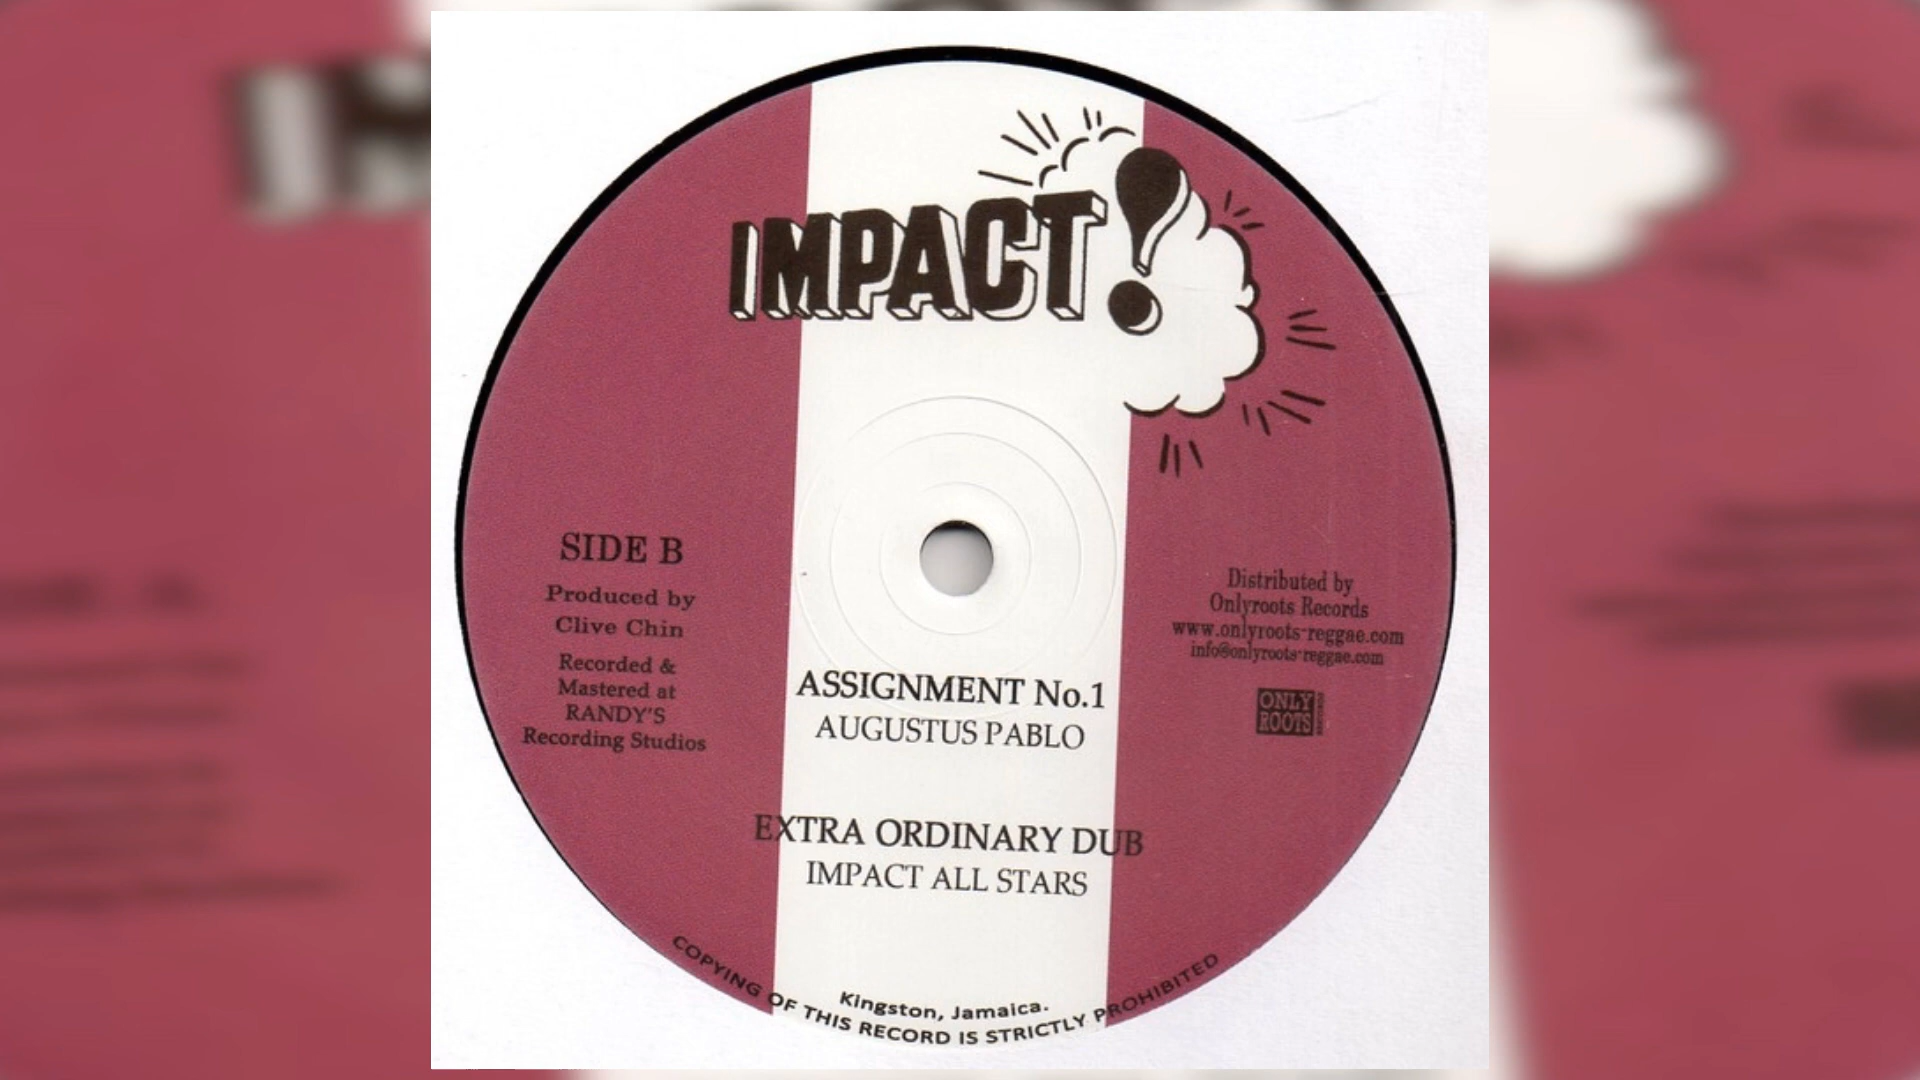 IMPACT!
SIDE B
Produced by
Clive Chin
Recorded &
Mastered at
RANDY'S
Recording Studios
Distributed by
Onlyroots Records
www.onlyroots-reggae.com
info@onlyroots-reggae.com
ONLY
ROOTS
ASSIGNMENT No.1
AUGUSTUS PABLO
EXTRA ORDINARY DUB
IMPACT ALL STARS
Kingston, Jamaica.
COPYING OF THIS RECORD IS STRICTLY PROHIBITED